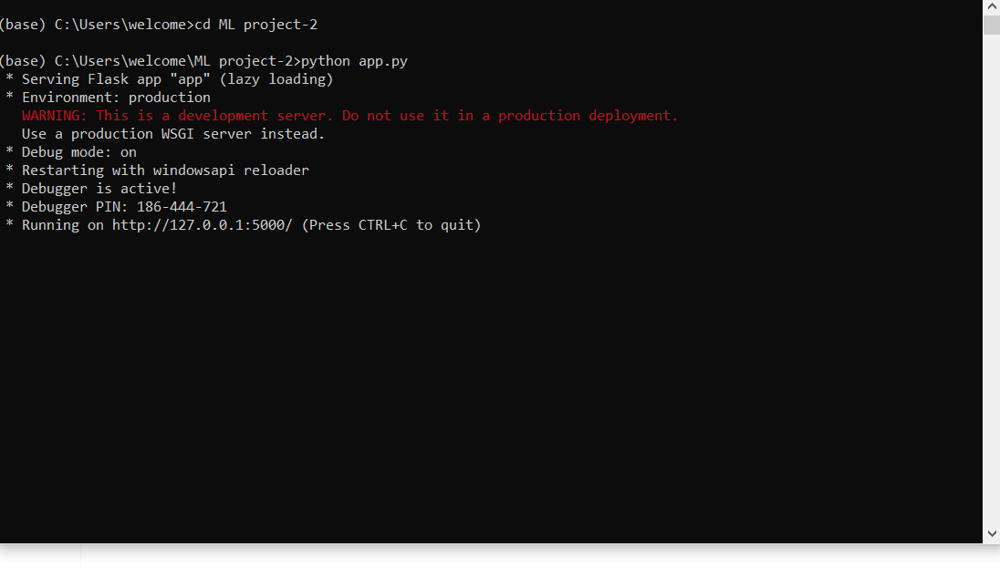 (base) C:\Users\welcome>cd ML project-2
(base) C:\Users\welcome\ML project-2>python app.py
* Serving Flask app "app" (lazy loading)
* Environment: production
WARNING: This is a development server. Do not use it in a production deployment.
Use a production WSGI server instead.
* Debug mode: on
* Restarting with windowsapi reloader
* Debugger is active!
* Debugger PIN: 186-444-721
* Running on http://127.0.0.1:5000/ (Press CTRL+C to quit)